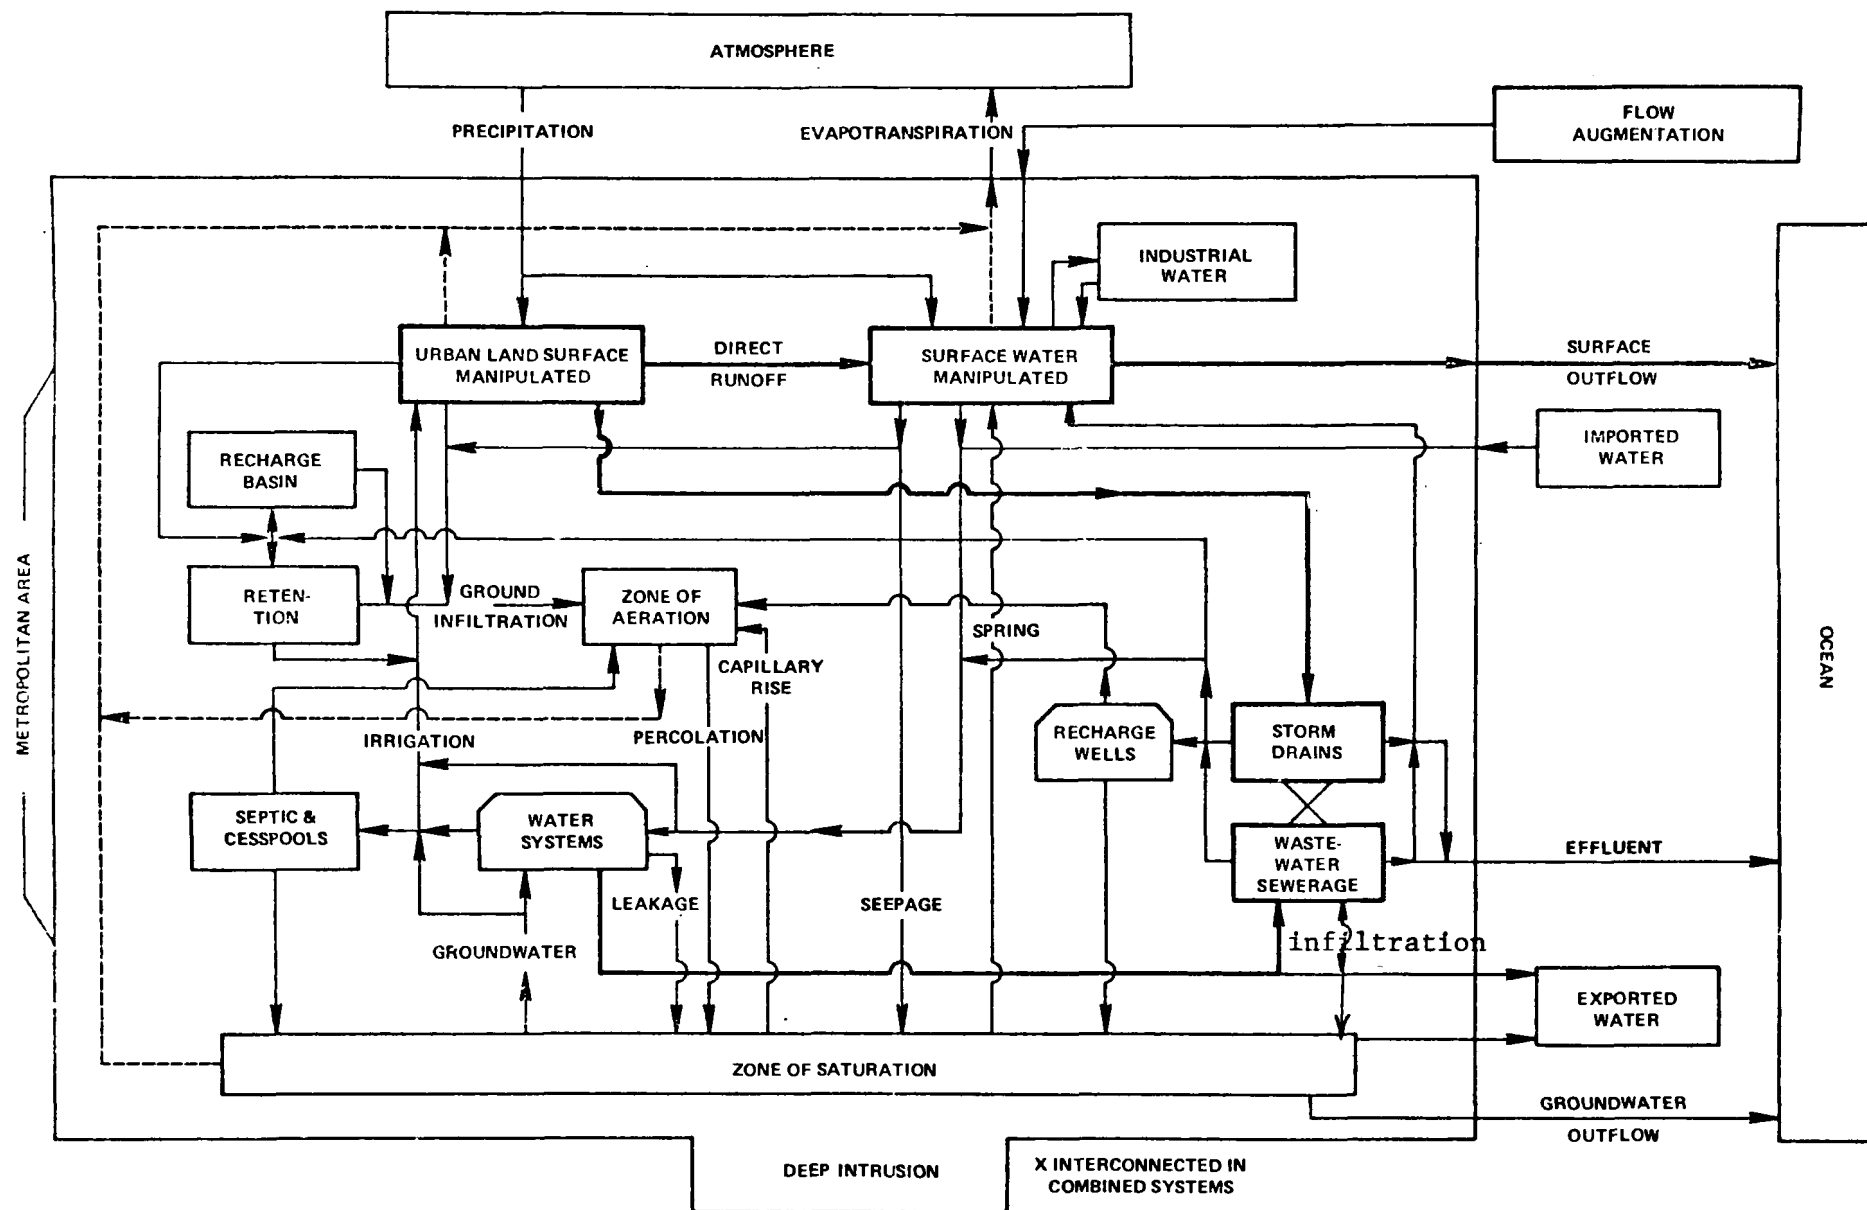 ATMOSPHERE
FLOW
AUGMENTATION
PRECIPITATION
EVAPOTRANSPIRATION
INDUSTRIAL
WATER
URBAN LAND SURFACE
MANIPULATED
DIRECT
RUNOFF
SURFACE WATER
MANIPULATED
SURFACE
OUTFLOW
IMPORTED
WATER
RECHARGE
BASIN
METROPOLITAN AREA
RETEN-
TION
GROUND
INFILTRATION
ZONE OF
AERATION
SPRING
CAPILLARY
RISE
OCEAN
IRRIGATION
PERCOLATION
RECHARGE
WELLS
STORM
DRAINS
SEPTIC &
CESSPOOLS
WATER
SYSTEMS
WASTE-
WATER
SEWERAGE
EFFLUENT
LEAKAGE
SEEPAGE
GROUNDWATER
infiltration
EXPORTED
WATER
ZONE OF SATURATION
GROUNDWATER
OUTFLOW
DEEP INTRUSION
X INTERCONNECTED IN
COMBINED SYSTEMS